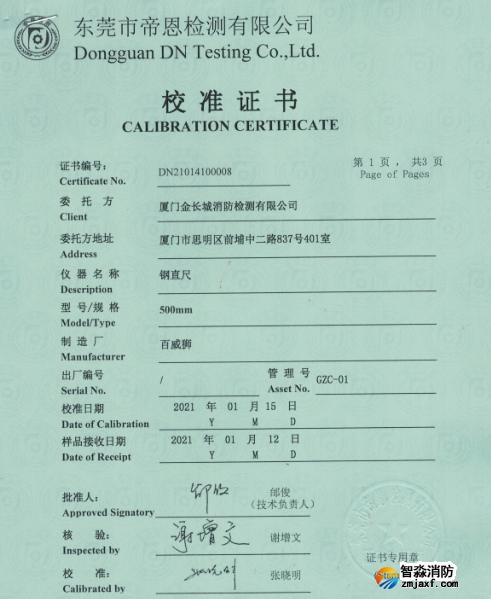 东莞市帝恩检测有限公司
Dongguan DN Testing Co.,Ltd.
校准证书
CALIBRATION CERTIFICATE
证书编号： DN21014100008 第 1 页 ， 共3 页
Certificate No. Page of Pages
委托方 厦门金长城消防检测有限公司
Client
委托方地址 厦门市思明区前埔中二路837号401室
Address
仪器名称 钢直尺
Description
型号/规格 500mm
Model/Type
制造厂 百威狮
Manufacturer
出厂编号 / 管理号 GZC-01
Serial No. Asset No.
校准日期 2021 年 01 月 15 日
Date of Calibration Y M D
样品接收日期 2021 年 01 月 12 日
Date of Receipt Y M D
批准人： 邰俊
Approved Signatory （技术负责人）
核验： 谢增文 谢增文
Inspected by
校准： 张晓明
Calibrated by
证书专用章
智淼消防
zmjaxf.com